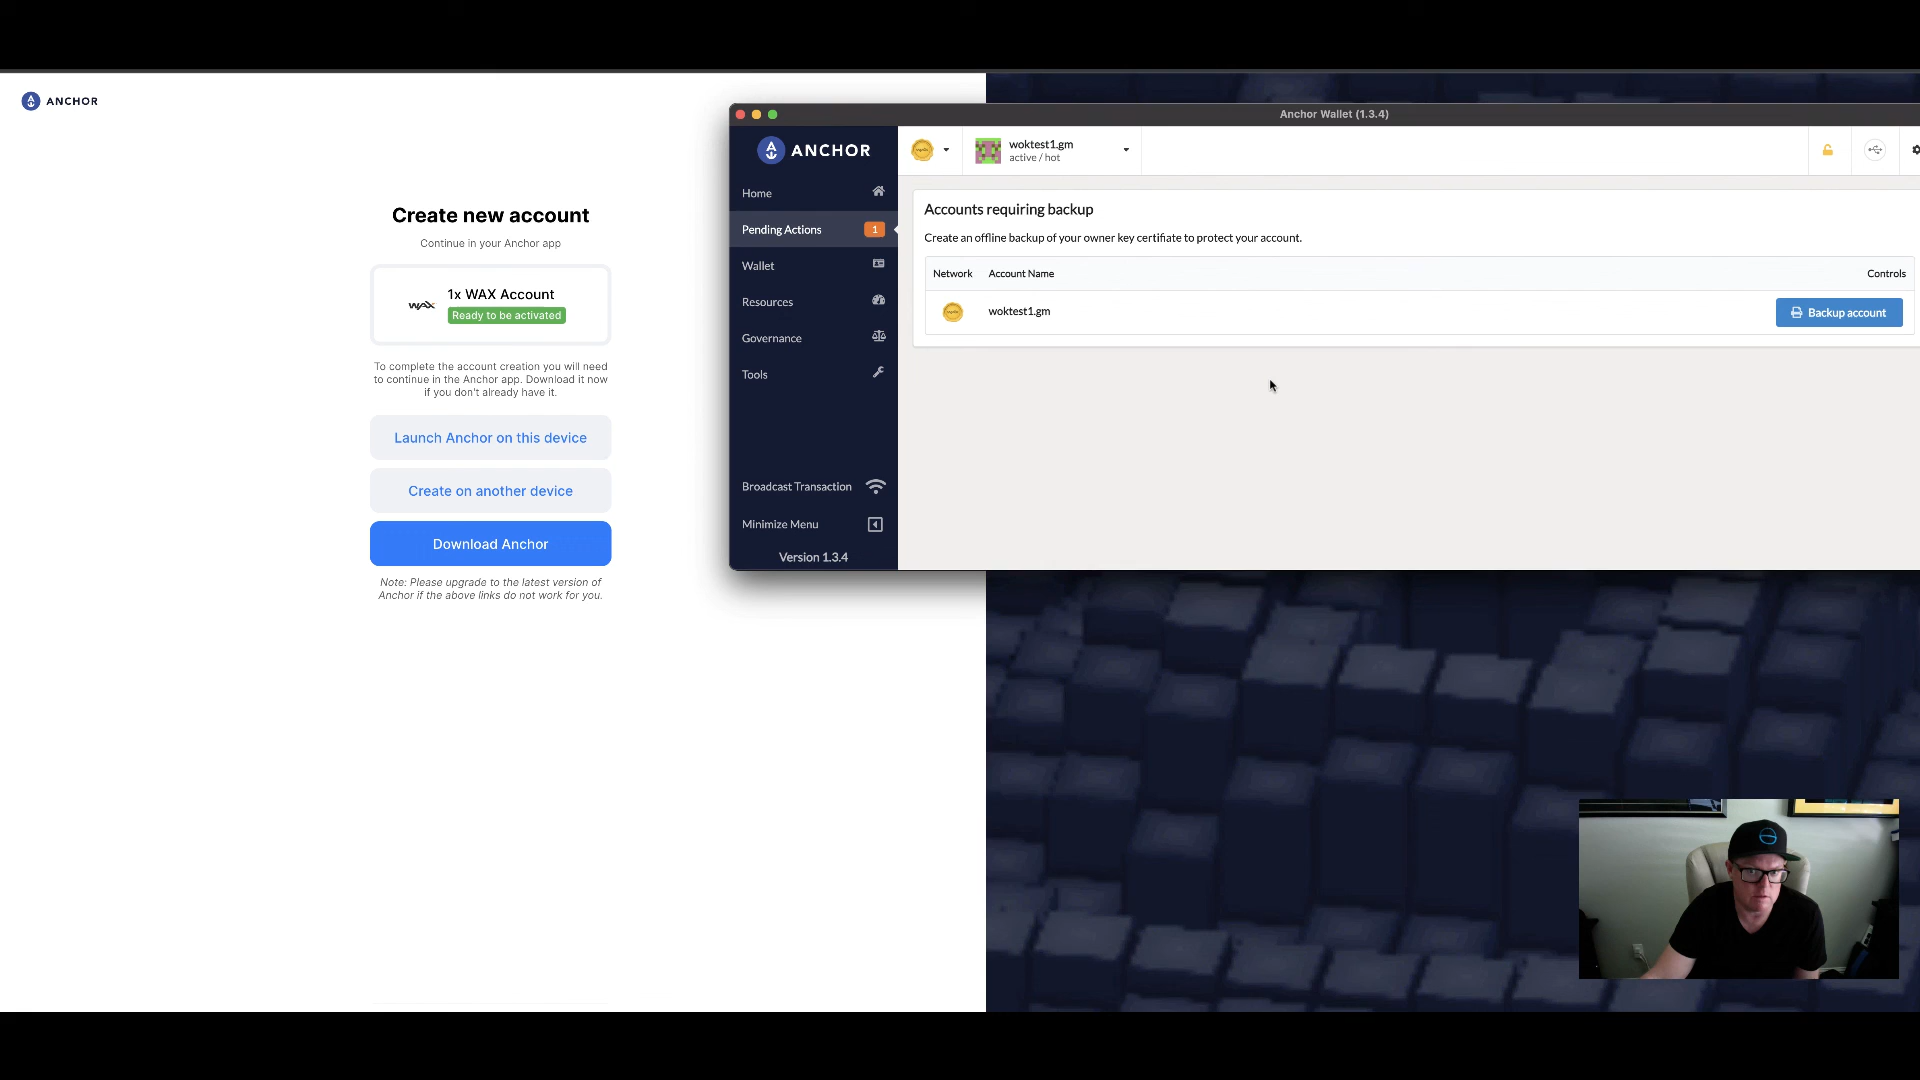 ANCHOR
Create new account
Continue in your Anchor app
WAX
1x WAX Account
Ready to be activated
To complete the account creation you will need
to continue in the Anchor app. Download it now
if you don't already have it.
Launch Anchor on this device
Create on another device
Download Anchor
Note: Please upgrade to the latest version of
Anchor if the above links do not work for you.
Anchor Wallet (1.3.4)
ANCHOR
Home
Pending Actions 1
Wallet
Resources
Governance
Tools
Broadcast Transaction
Minimize Menu
Version 1.3.4
woktest1.gm
active / hot
Accounts requiring backup
Create an offline backup of your owner key certifiate to protect your account.
Network Account Name Controls
woktest1.gm Backup account